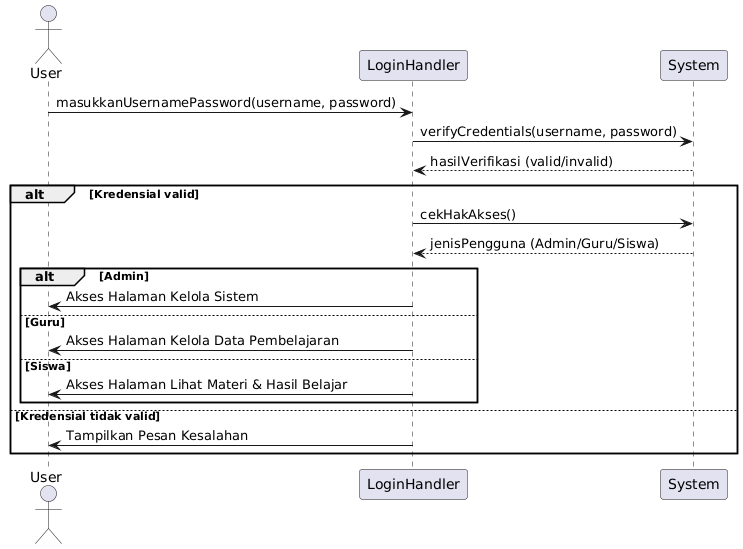 User
LoginHandler
System
masukkanUsernamePassword(username, password)
verifyCredentials(username, password)
hasilVerifikasi (valid/invalid)
alt [Kredensial valid]
cekHakAkses()
jenisPengguna (Admin/Guru/Siswa)
alt [Admin]
Akses Halaman Kelola Sistem
[Guru]
Akses Halaman Kelola Data Pembelajaran
[Siswa]
Akses Halaman Lihat Materi & Hasil Belajar
[Kredensial tidak valid]
Tampilkan Pesan Kesalahan
User
LoginHandler
System